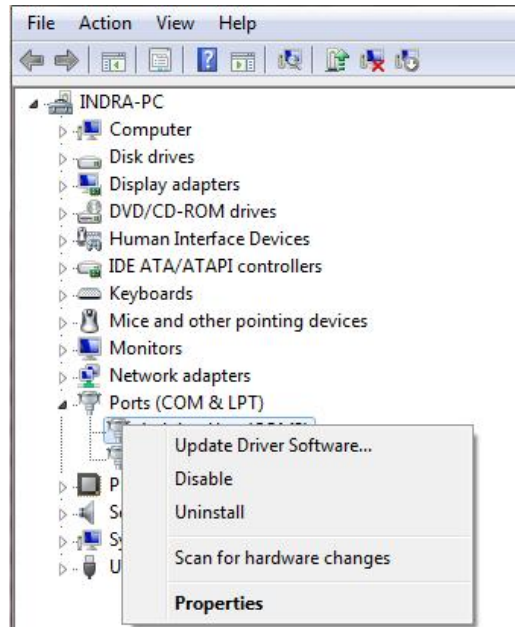 File Action View Help
INDRA-PC
Computer
Disk drives
Display adapters
DVD/CD-ROM drives
Human Interface Devices
IDE ATA/ATAPI controllers
Keyboards
Mice and other pointing devices
Monitors
Network adapters
Ports (COM & LPT)
Update Driver Software...
Disable
Uninstall
Scan for hardware changes
Properties